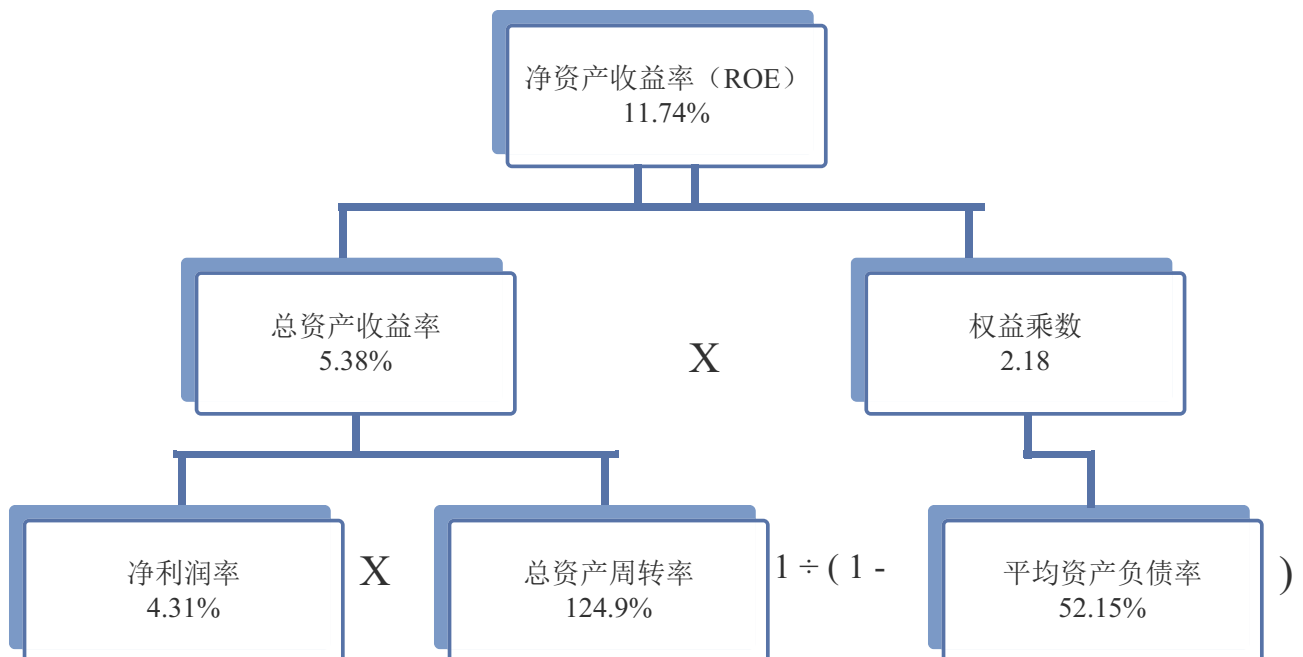 净资产收益率（ROE）
11.74%
总资产收益率
5.38%
X
权益乘数
2.18
净利润率
4.31%
X
总资产周转率
124.9%
1 ÷ ( 1 -
平均资产负债率
52.15%
)